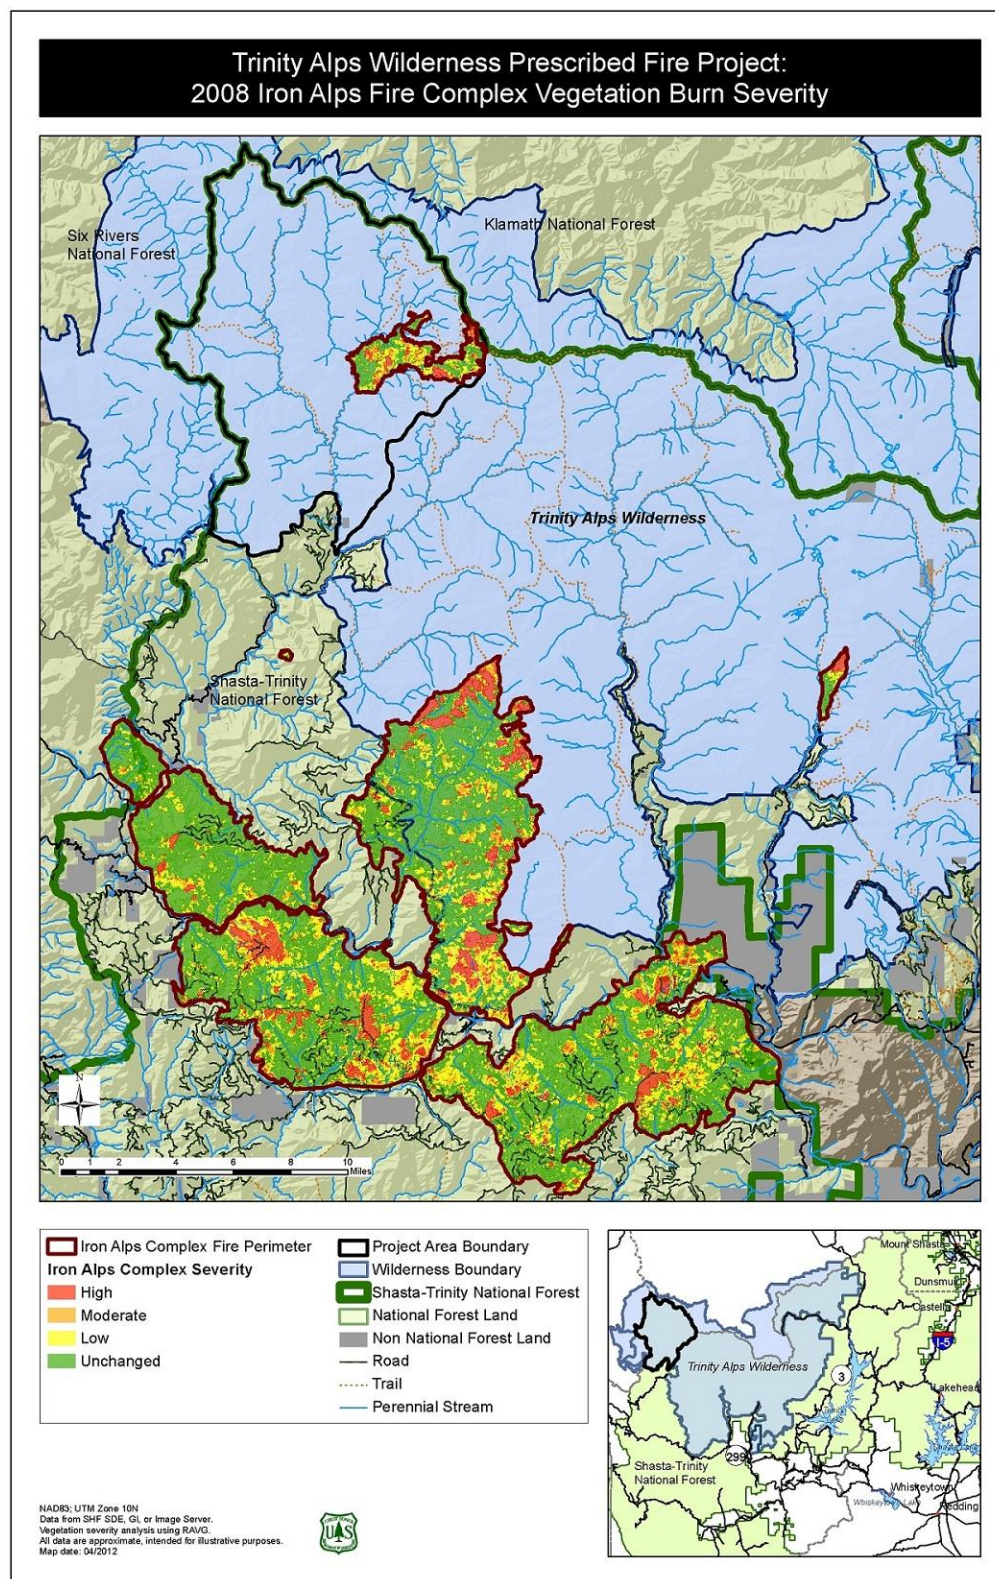 Trinity Alps Wilderness Prescribed Fire Project:
2008 Iron Alps Fire Complex Vegetation Burn Severity
Six Rivers
National Forest
Klamath National Forest
Trinity Alps Wilderness
Shasta-Trinity
National Forest
N
0 1 2 4 6 8 10
Miles
Iron Alps Complex Fire Perimeter
Iron Alps Complex Severity
High
Moderate
Low
Unchanged
Project Area Boundary
Wilderness Boundary
Shasta-Trinity National Forest
National Forest Land
Non National Forest Land
Road
Trail
Perennial Stream
Mount Shasta
Dunsmuir
Castella
I-5
Trinity Alps Wilderness
3
Lakehead
299
Shasta-Trinity
National Forest
Whiskeytown
Whiskeytown Lake
Redding
NAD83; UTM Zone 10N
Data from SHF SDE, GI, or Image Server.
Vegetation severity analysis using RAVG.
All data are approximate, intended for illustrative purposes.
Map date: 04/2012
FOREST SERVICE
U S